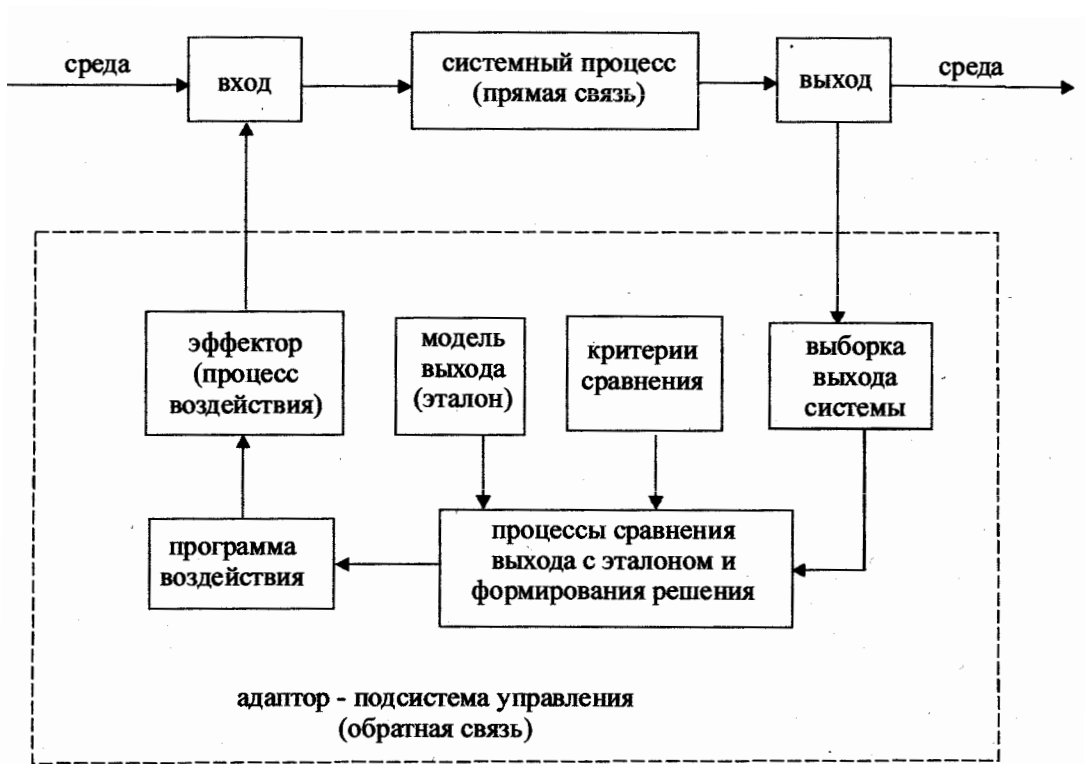 среда
вход
системный процесс
(прямая связь)
выход
среда
эффектор
(процесс
воздействия)
модель
выхода
(эталон)
критерии
сравнения
выборка
выхода
системы
программа
воздействия
процессы сравнения
выхода с эталоном и
формирования решения
адаптор - подсистема управления
(обратная связь)